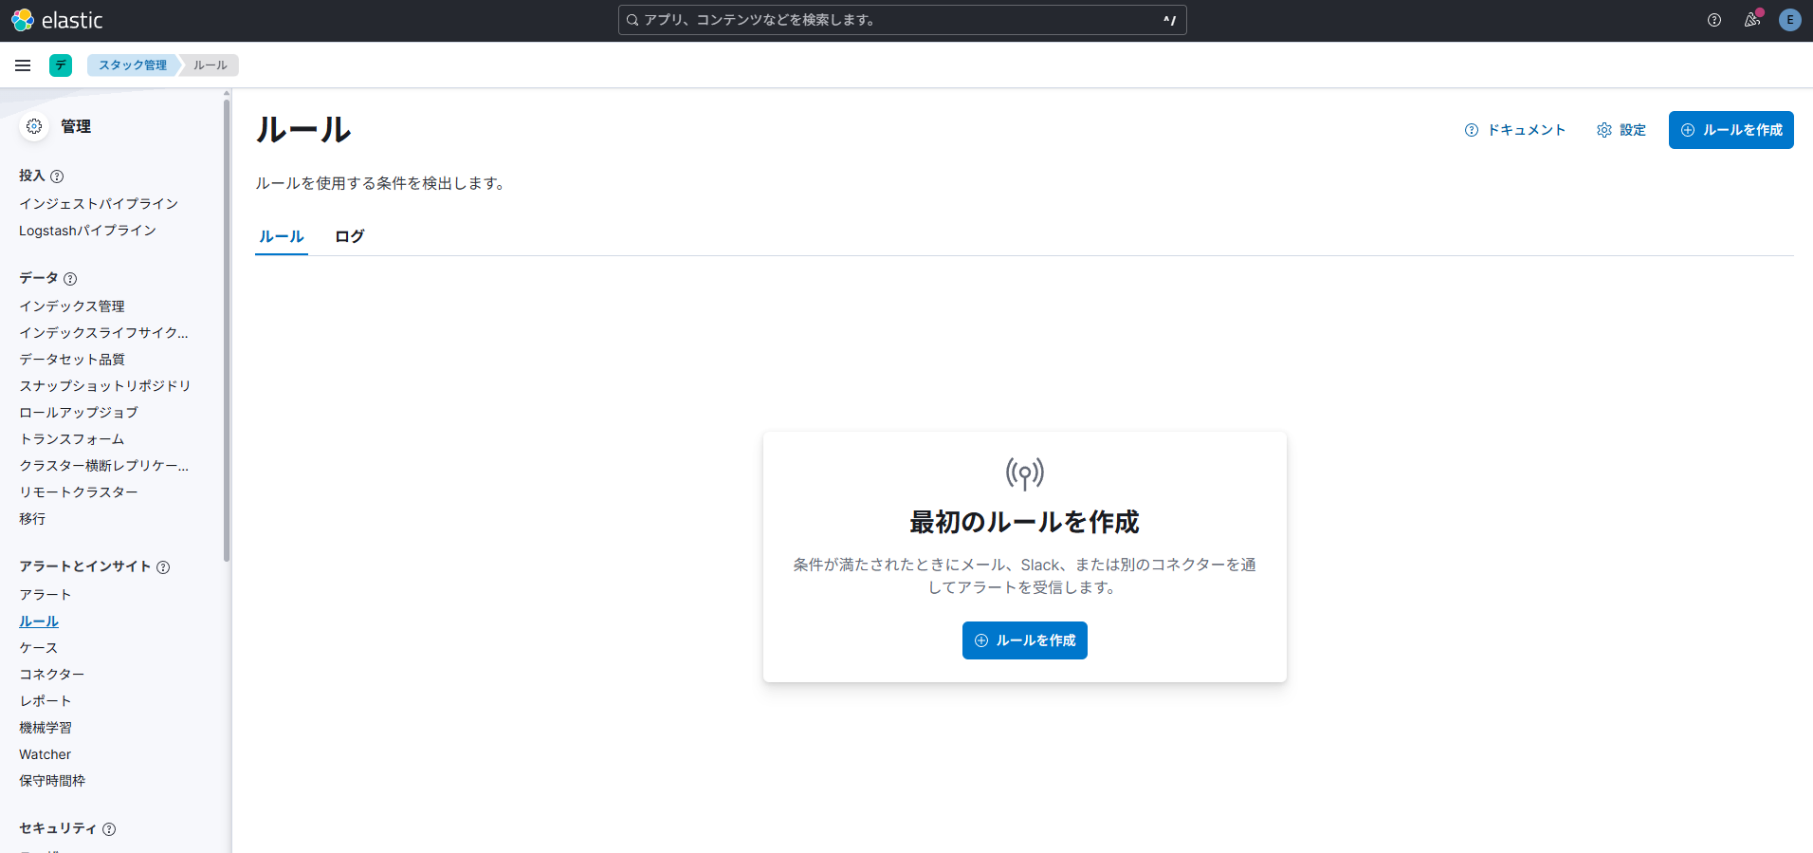 elastic
アプリ、コンテンツなどを検索します。
^/
E
デ
スタック管理
ルール
管理
投入
インジェストパイプライン
Logstashパイプライン
データ
インデックス管理
インデックスライフサイク...
データセット品質
スナップショットリポジドリ
ロールアップジョブ
トランスフォーム
クラスター横断レプリケー...
リモートクラスター
移行
アラートとインサイト
アラート
ルール
ケース
コネクター
レポート
機械学習
Watcher
保守時間枠
セキュリティ
ルール
ドキュメント
設定
ルールを作成
ルールを使用する条件を検出します。
ルール
ログ
最初のルールを作成
条件が満たされたときにメール、Slack、または別のコネクターを通
してアラートを受信します。
ルールを作成